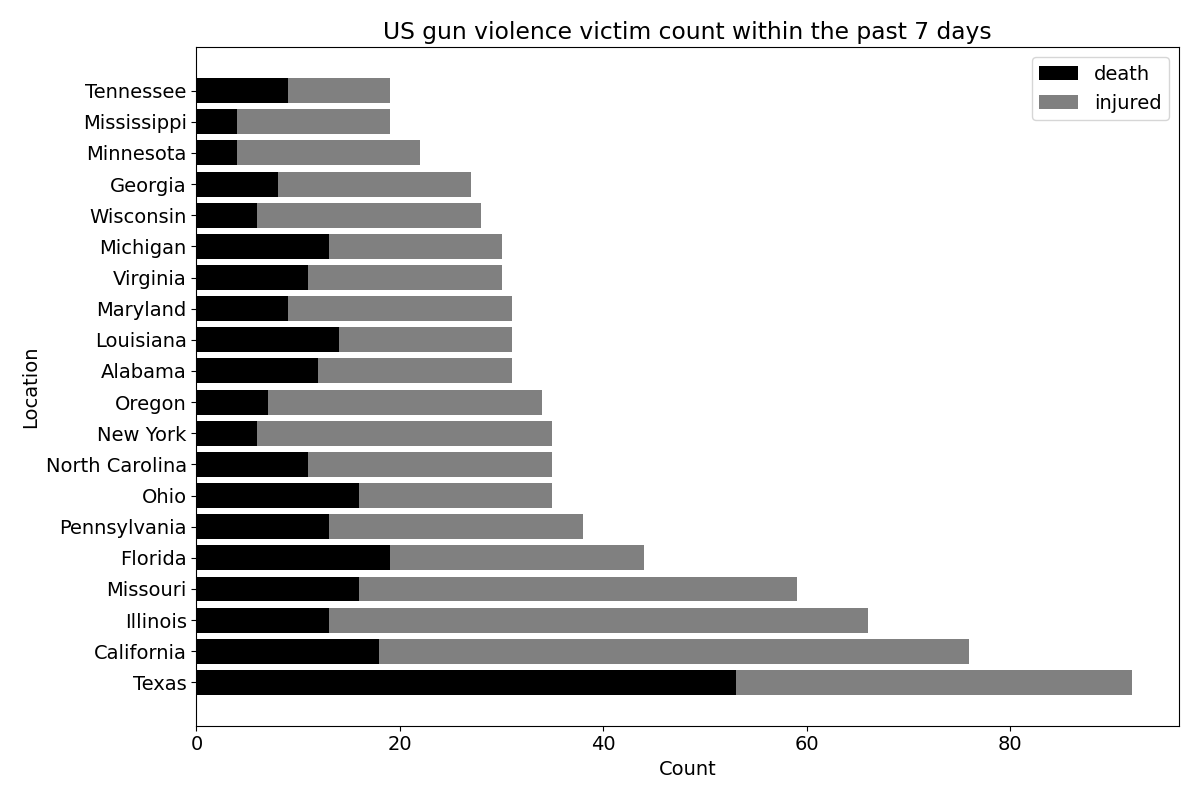 US gun violence victim count within the past 7 days
death
injured
Location
Tennessee
Mississippi
Minnesota
Georgia
Wisconsin
Michigan
Virginia
Maryland
Louisiana
Alabama
Oregon
New York
North Carolina
Ohio
Pennsylvania
Florida
Missouri
Illinois
California
Texas
0 20 40 60 80
Count